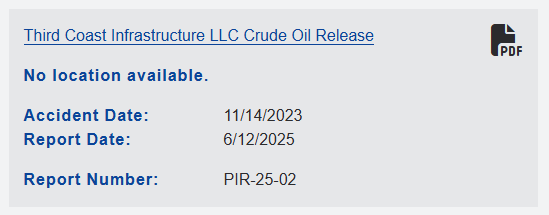 Third Coast Infrastructure LLC Crude Oil Release
PDF
No location available.
Accident Date: 11/14/2023
Report Date: 6/12/2025
Report Number: PIR-25-02